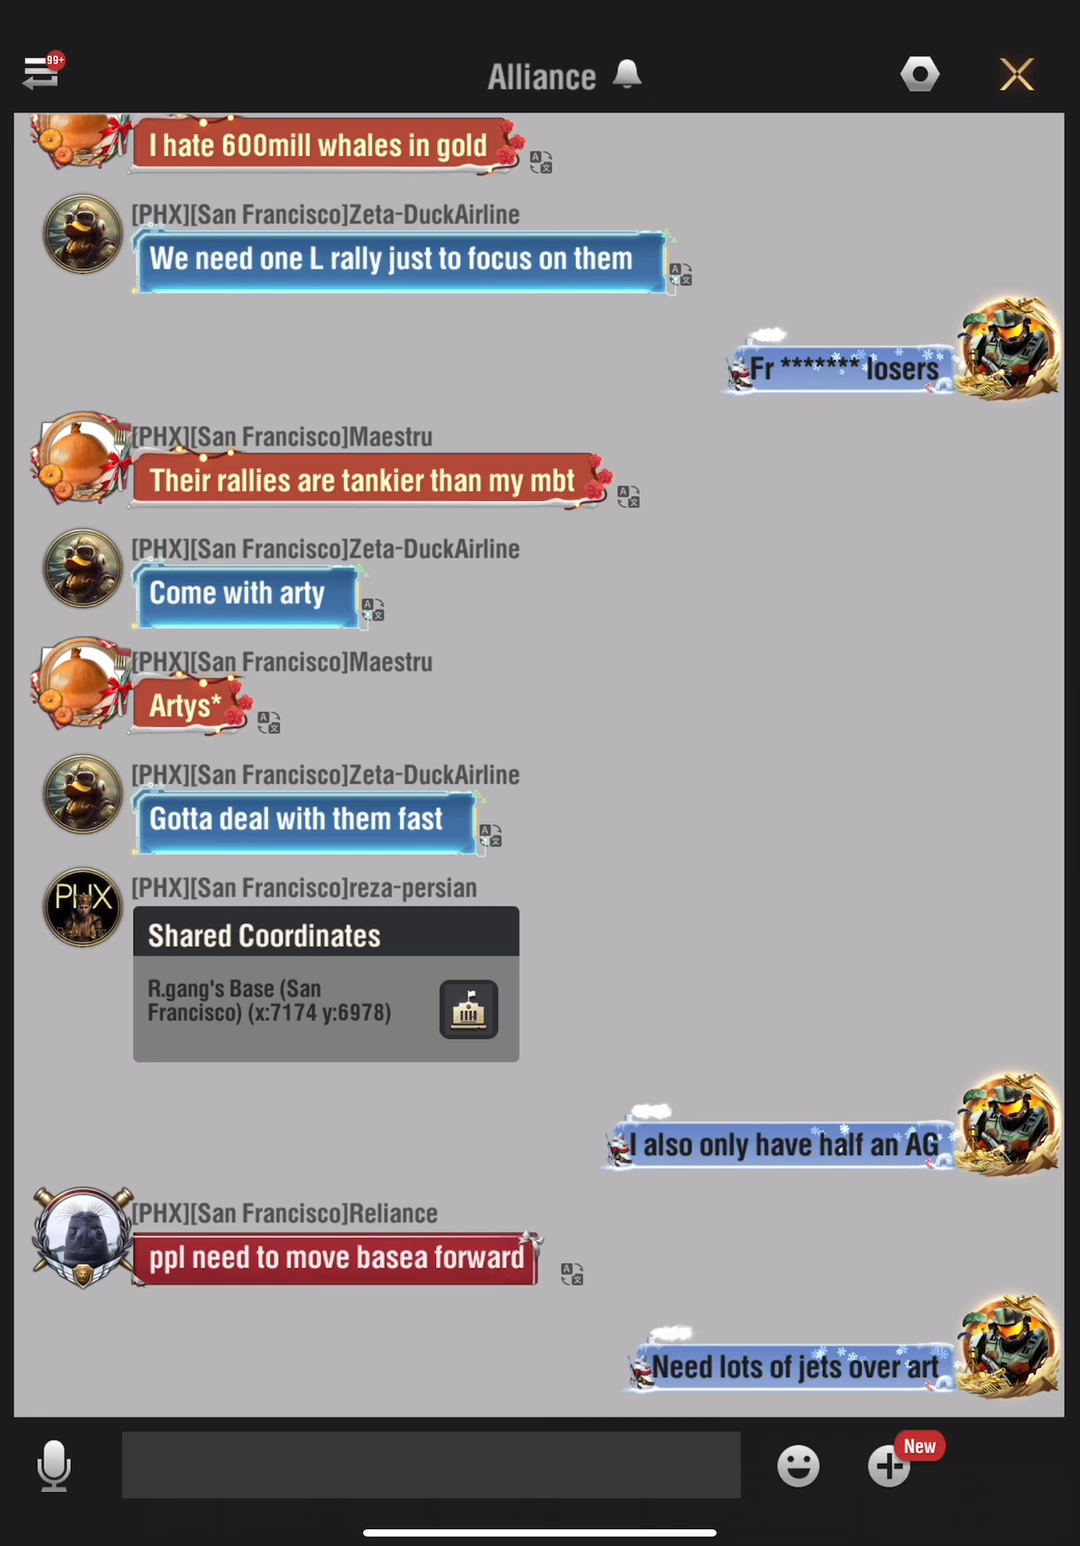 99+
Alliance
I hate 600mill whales in gold
[PHX][San Francisco]Zeta-DuckAirline
We need one L rally just to focus on them
Fr ******* losers
[PHX][San Francisco]Maestru
Their rallies are tankier than my mbt
[PHX][San Francisco]Zeta-DuckAirline
Come with arty
[PHX][San Francisco]Maestru
Artys*
[PHX][San Francisco]Zeta-DuckAirline
Gotta deal with them fast
PHX
[PHX][San Francisco]reza-persian
Shared Coordinates
R.gang's Base (San
Francisco) (x:7174 y:6978)
I also only have half an AG
[PHX][San Francisco]Reliance
ppl need to move basea forward
Need lots of jets over art
New